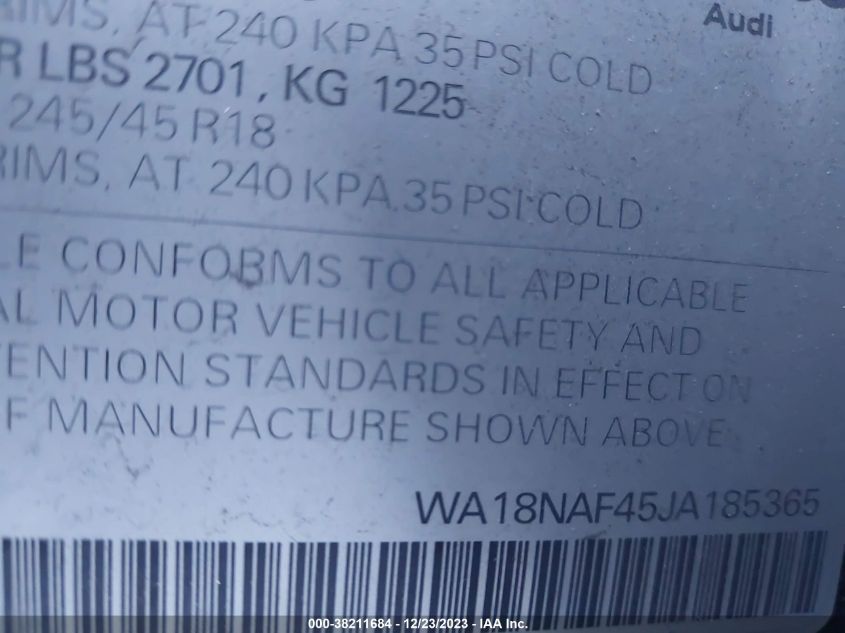 Audi
RIMS, AT 240 KPA 35 PSI COLD
R LBS 2701, KG 1225
245/45 R18
RIMS, AT 240 KPA 35 PSI COLD
LE CONFORMS TO ALL APPLICABLE
AL MOTOR VEHICLE SAFETY AND
VENTION STANDARDS IN EFFECT ON
F MANUFACTURE SHOWN ABOVE
WA18NAF45JA185365
000-38211684 - 12/23/2023 - IAA Inc.